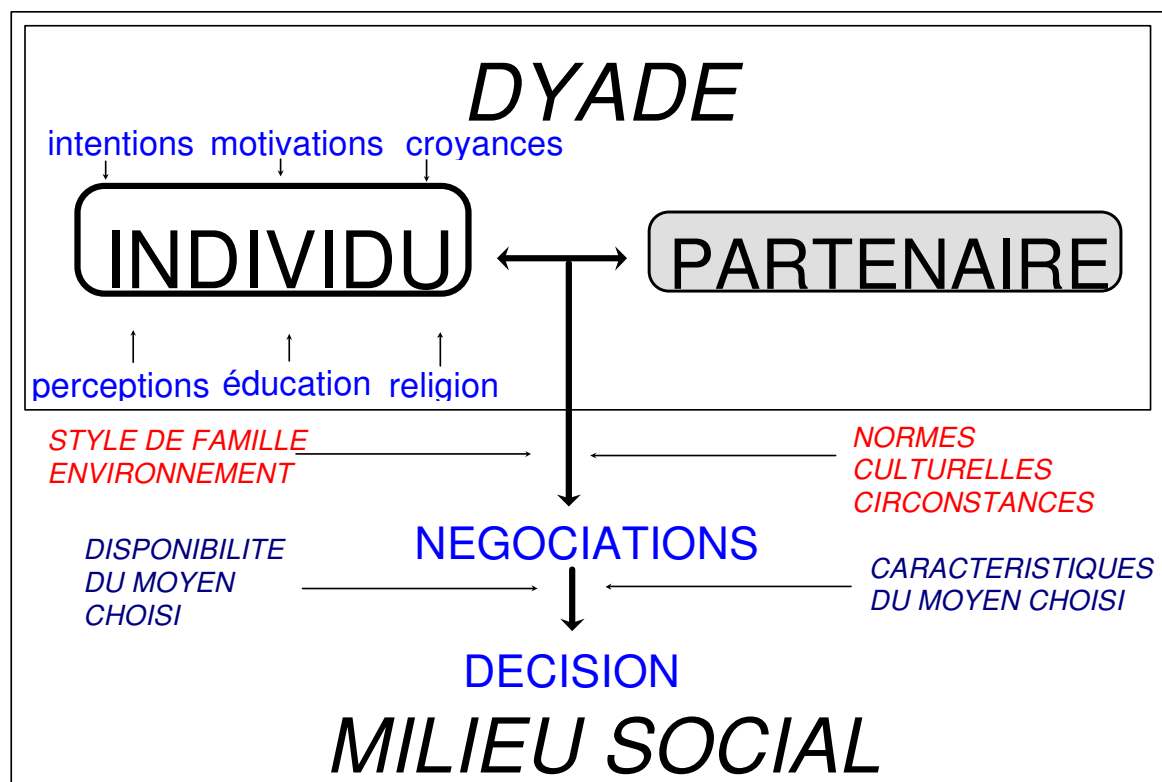 DYADE
intentions motivations croyances
INDIVIDU
PARTENAIRE
perceptions éducation religion
STYLE DE FAMILLE
ENVIRONNEMENT
NORMES
CULTURELLES
CIRCONSTANCES
NEGOCIATIONS
DISPONIBILITE
DU MOYEN
CHOISI
CARACTERISTIQUES
DU MOYEN CHOISI
DECISION
MILIEU SOCIAL